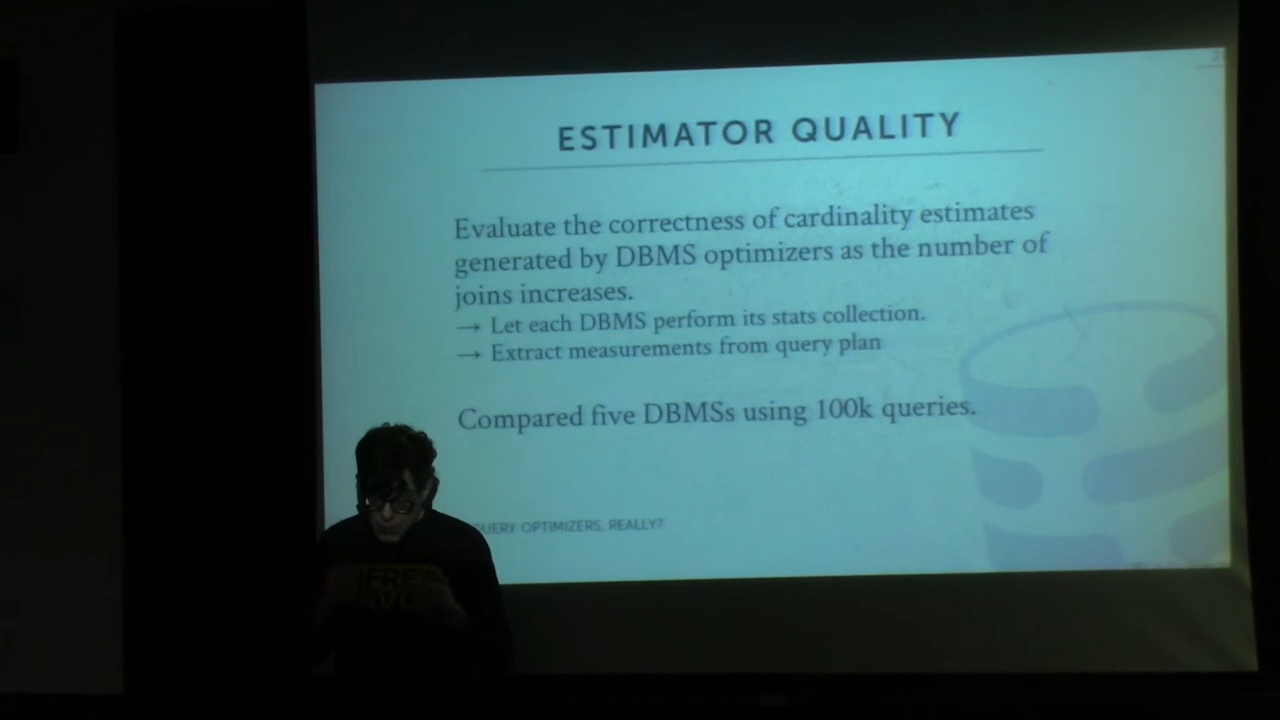 ESTIMATOR QUALITY
Evaluate the correctness of cardinality estimates
generated by DBMS optimizers as the number of
joins increases.
→ Let each DBMS perform its stats collection.
→ Extract measurements from query plan
Compared five DBMSs using 100k queries.
QUERY OPTIMIZERS, REALLY?